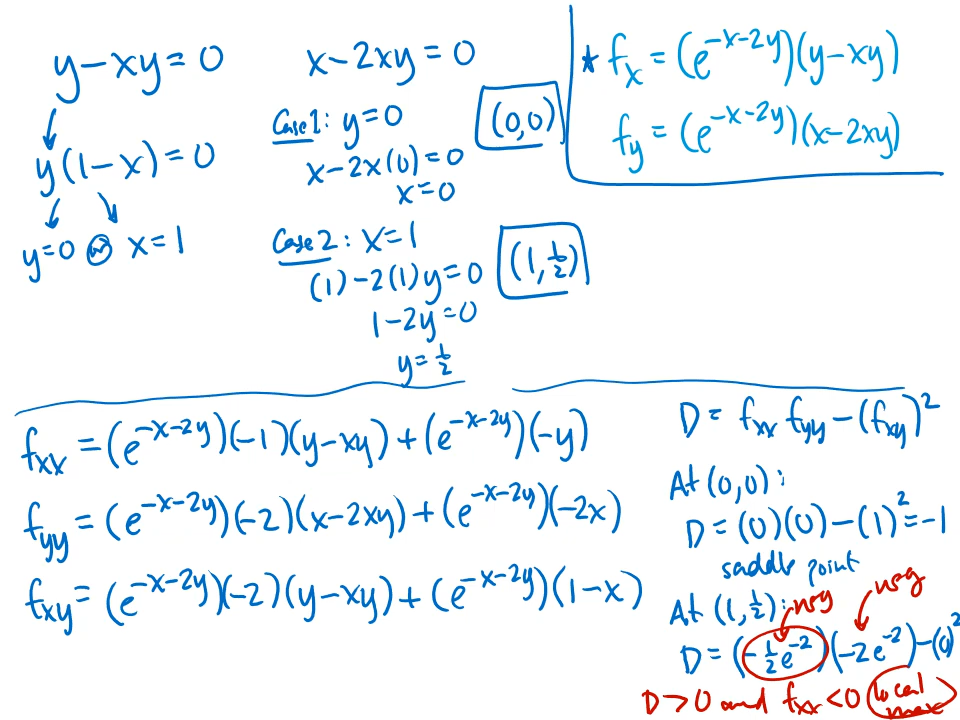 y-xy=0
y(1-x)=0
y=0 or x=1
x-2xy=0
Case 1: y=0
x-2x(0)=0
x=0
(0,0)
Case 2: x=1
(1)-2(1)y=0
1-2y=0
y=1/2
(1, 1/2)
* fₓ = (e^(-x-2y))(y-xy)
f_y = (e^(-x-2y))(x-2xy)
f_xx = (e^(-x-2y))(-1)(y-xy)+(e^(-x-2y))(-y)
f_yy = (e^(-x-2y))(-2)(x-2xy)+(e^(-x-2y))(-2x)
f_xy = (e^(-x-2y))(-2)(y-xy)+(e^(-x-2y))(1-x)
D = f_xx f_yy - (f_xy)²
At (0,0):
D = (0)(0)-(1)²=-1
saddle point
At (1, 1/2):
neg
neg
D = (-1/2 e^(-2))(-2e^(-2))-(0)²
D>0 and f_xx<0 local max